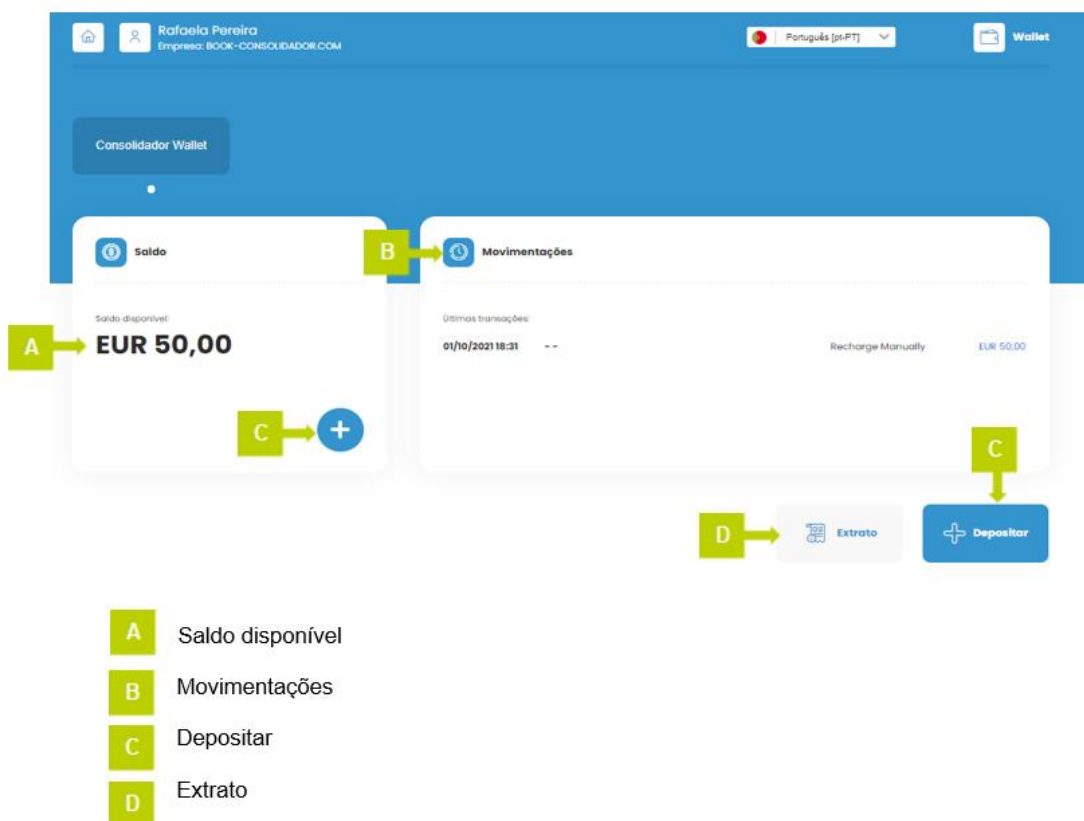 Rafaela Pereira
Empresa: BOOK-CONSOLIDADOR.COM
Português [pt-PT]
Wallet
Consolidador Wallet
Saldo
B
Movimentações
Saldo disponível:
Últimas transações:
A
EUR 50,00
01/10/2021 18:31 - -
Recharge Manually
EUR 50,00
C
C
D
Extrato
Depositar
A Saldo disponível
B Movimentações
C Depositar
D Extrato